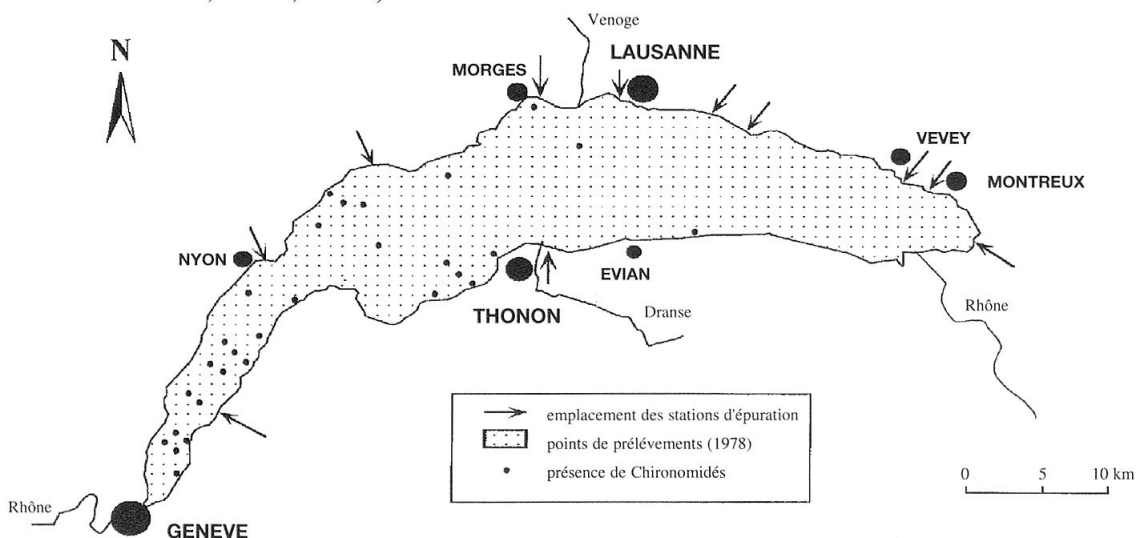 Venoge
LAUSANNE
N
MORGES
VEVEY
MONTREUX
NYON
EVIAN
THONON
Dranse
Rhône
emplacement des stations d'épuration
points de prélévements (1978)
présence de Chironomidés
0 5 10 km
Rhône
GENEVE